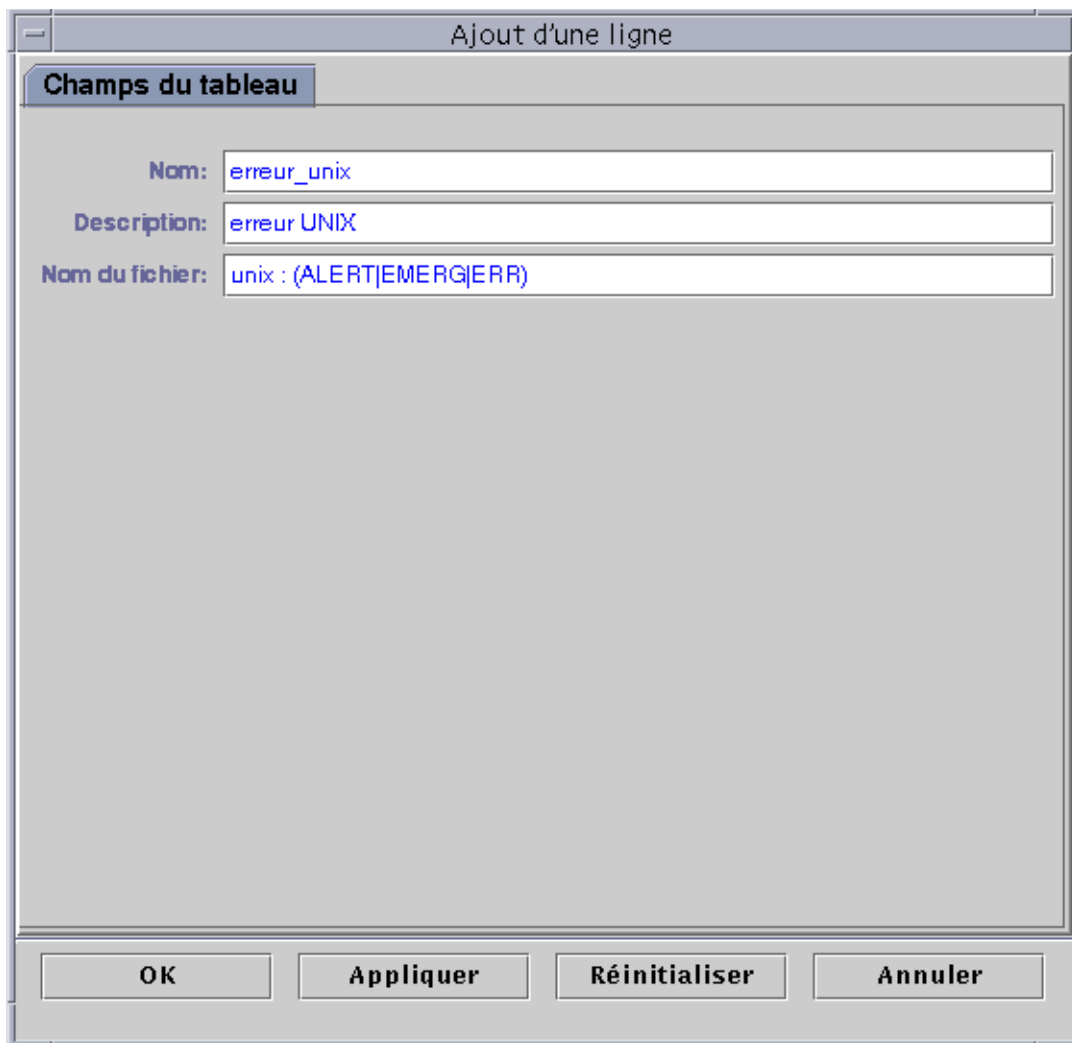 Ajout d'une ligne
Champs du tableau
Nom: erreur_unix
Description: erreur UNIX
Nom du fichier: unix : (ALERT|EMERG|ERR)
OK Appliquer Réinitialiser Annuler